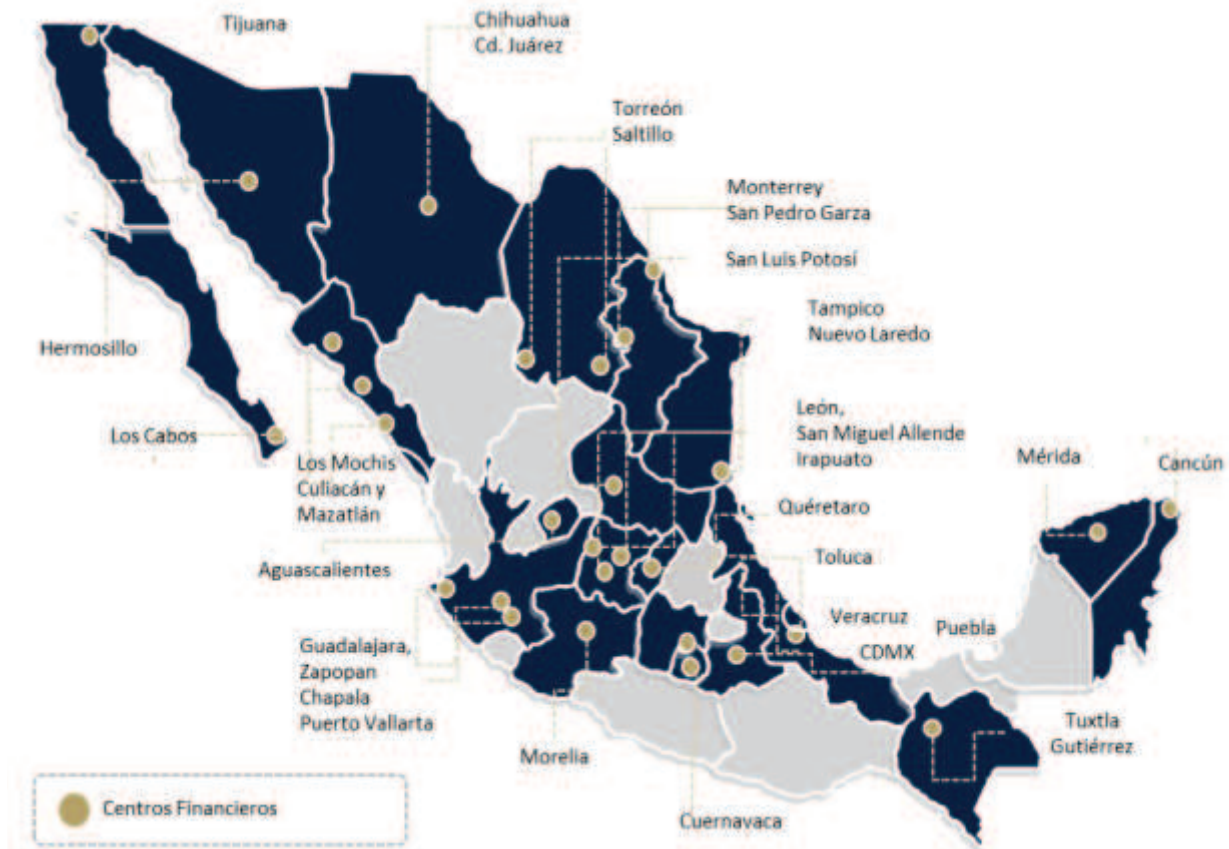 Tijuana
Chihuahua
Cd. Juárez
Torreón
Saltillo
Monterrey
San Pedro Garza
San Luis Potosí
Tampico
Nuevo Laredo
Hermosillo
León,
San Miguel Allende
Irapuato
Los Cabos
Los Mochis
Culiacán y
Mazatlán
Mérida
Cancún
Quéretaro
Aguascalientes
Toluca
Veracruz
Puebla
CDMX
Guadalajara,
Zapopan
Chapala
Puerto Vallarta
Morelia
Tuxtla
Gutiérrez
Centros Financieros
Cuernavaca